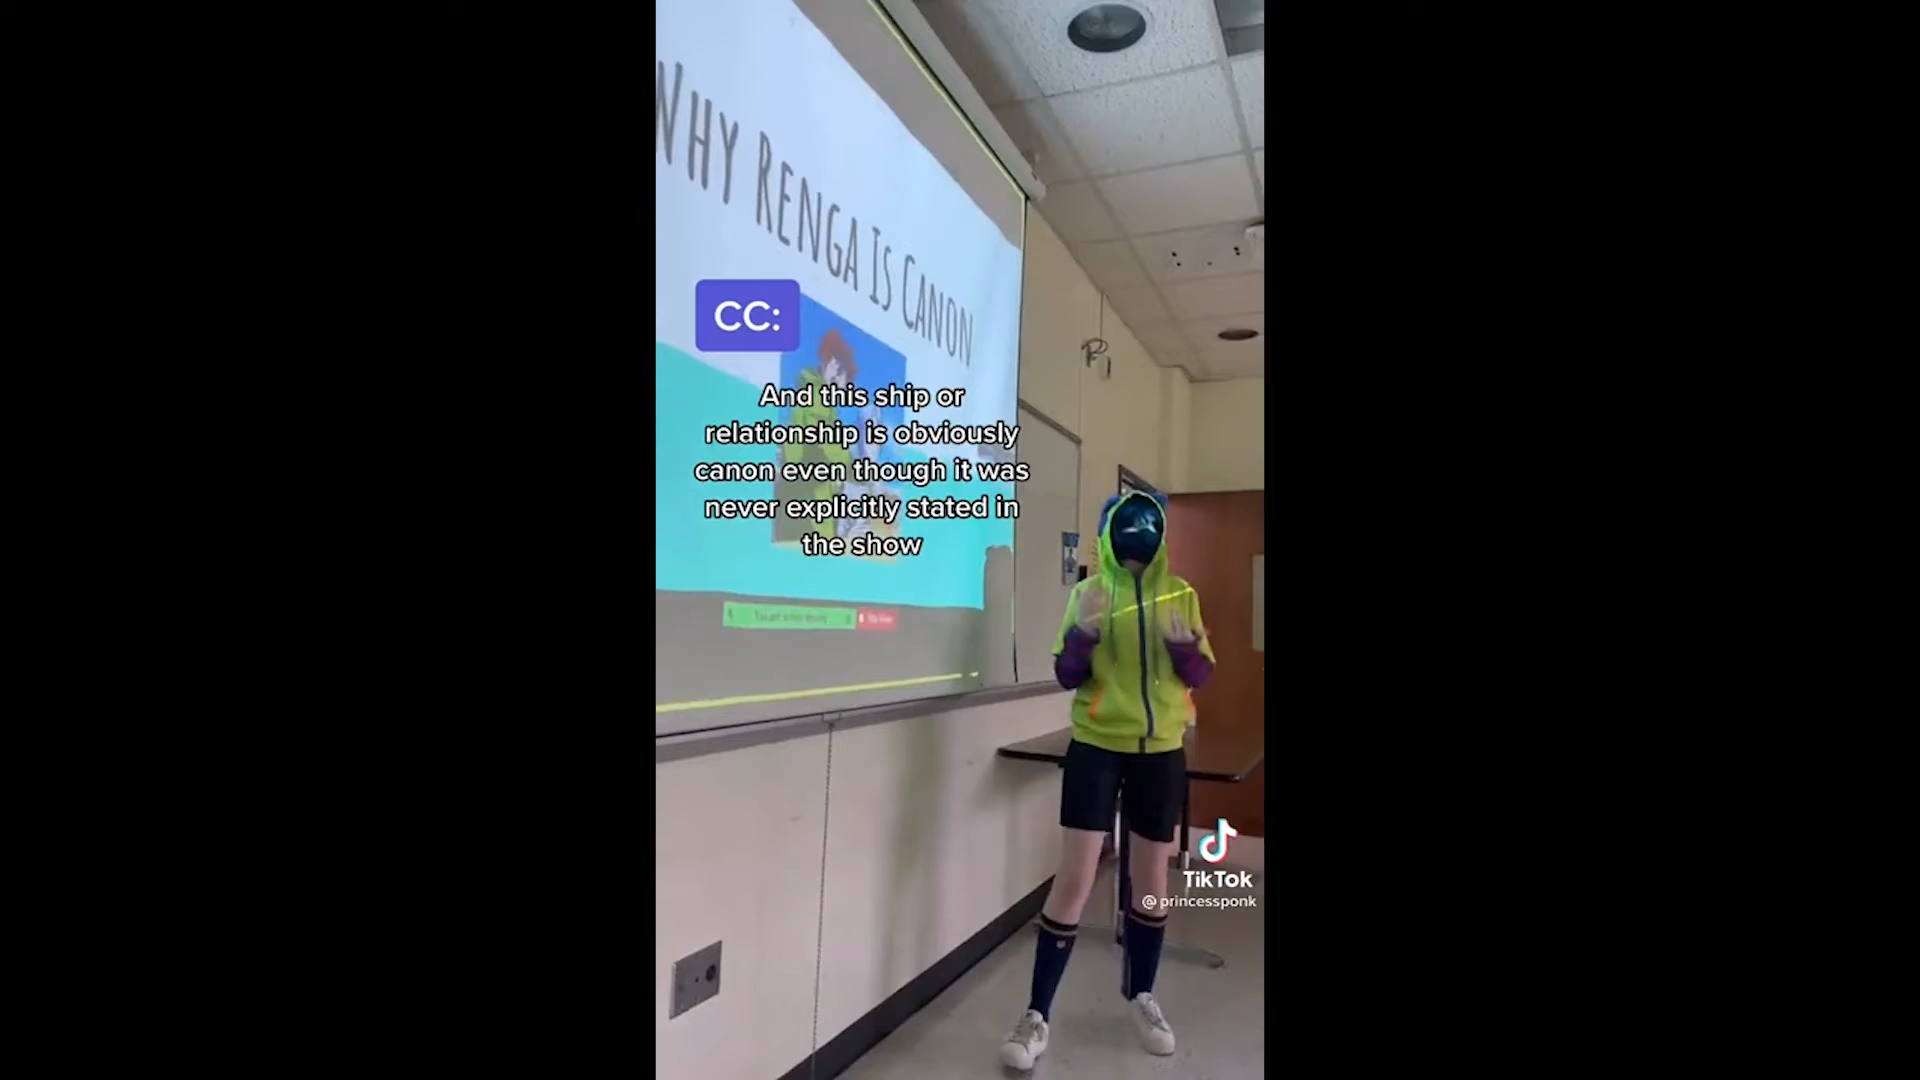 WHY RENGA IS CANON
CC:
And this ship or
relationship is obviously
canon even though it was
never explicitly stated in
the show
TikTok
@princessponk